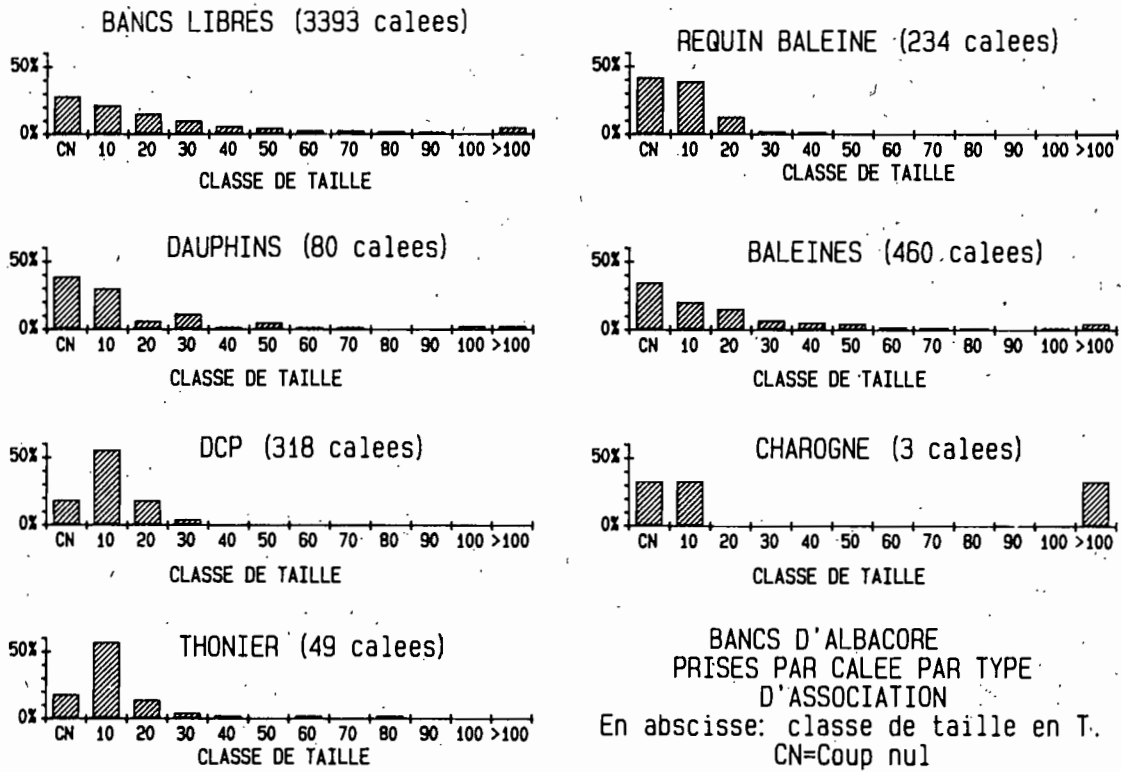 BANCS LIBRES (3393 calees)
50%
0%
CN 10 20 30 40 50 60 70 80 90 100 >100
CLASSE DE TAILLE
REQUIN BALEINE (234 calees)
50%
0%
CN 10 20 30 40 50 60 70 80 90 100 >100
CLASSE DE TAILLE
DAUPHINS (80 calees)
50%
0%
CN 10 20 30 40 50 60 70 80 90 100 >100
CLASSE DE TAILLE
BALEINES (460 calees)
50%
0%
CN 10 20 30 40 50 60 70 80 90 100 >100
CLASSE DE TAILLE
DCP (318 calees)
50%
0%
CN 10 20 30 40 50 60 70 80 90 100 >100
CLASSE DE TAILLE
CHAROGNE (3 calees)
50%
0%
CN 10 20 30 40 50 60 70 80 90 100 >100
CLASSE DE TAILLE
THONIER (49 calees)
50%
0%
CN 10 20 30 40 50 60 70 80 90 100 >100
CLASSE DE TAILLE
BANCS D'ALBACORE
PRISES PAR CALEE PAR TYPE
D'ASSOCIATION
En abscisse: classe de taille en T.
CN=Coup nul